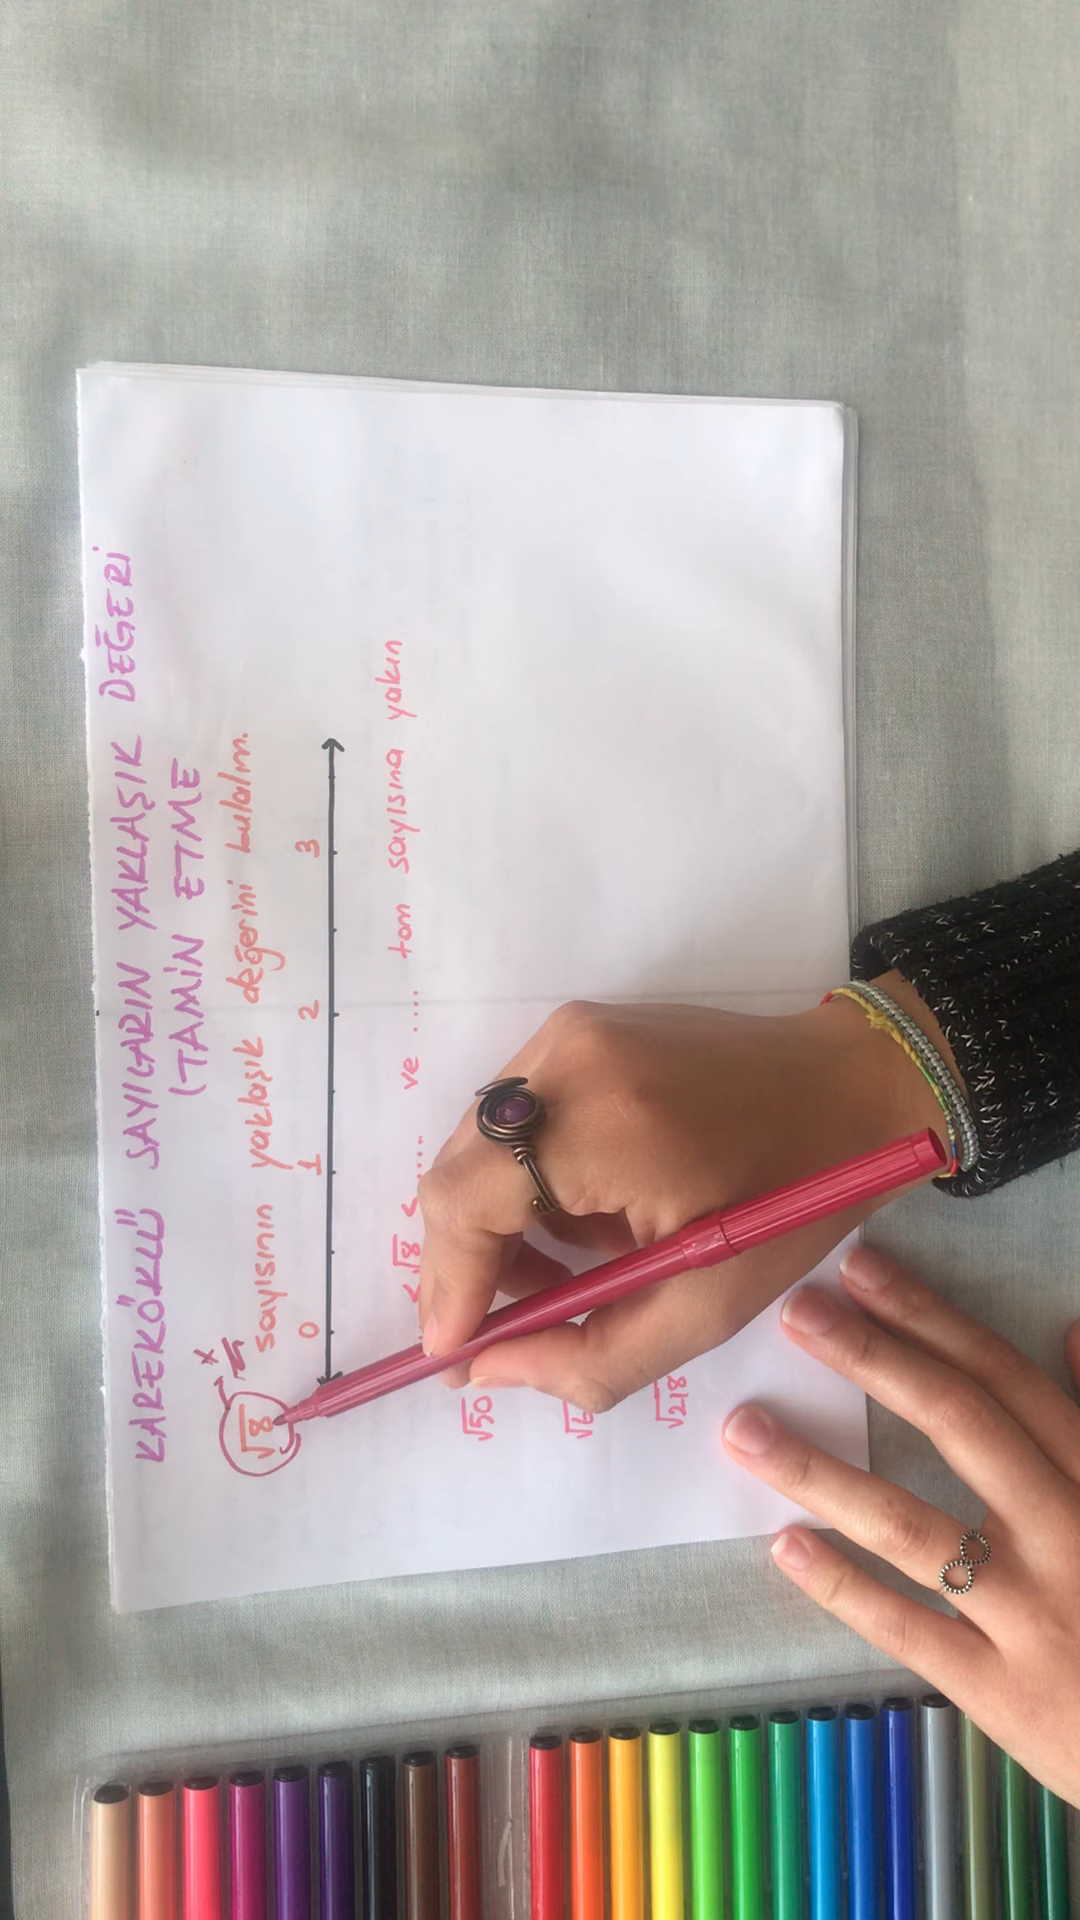 KAREKÖKLÜ SAYILARIN YAKLAŞIK DEĞERİ
(TAMİN ETME
√8 x
sayısının yaklaşık değerini bulalım.
0 1 2 3
<√8 < ...... ve .... tam sayısına yakın
√50
√218